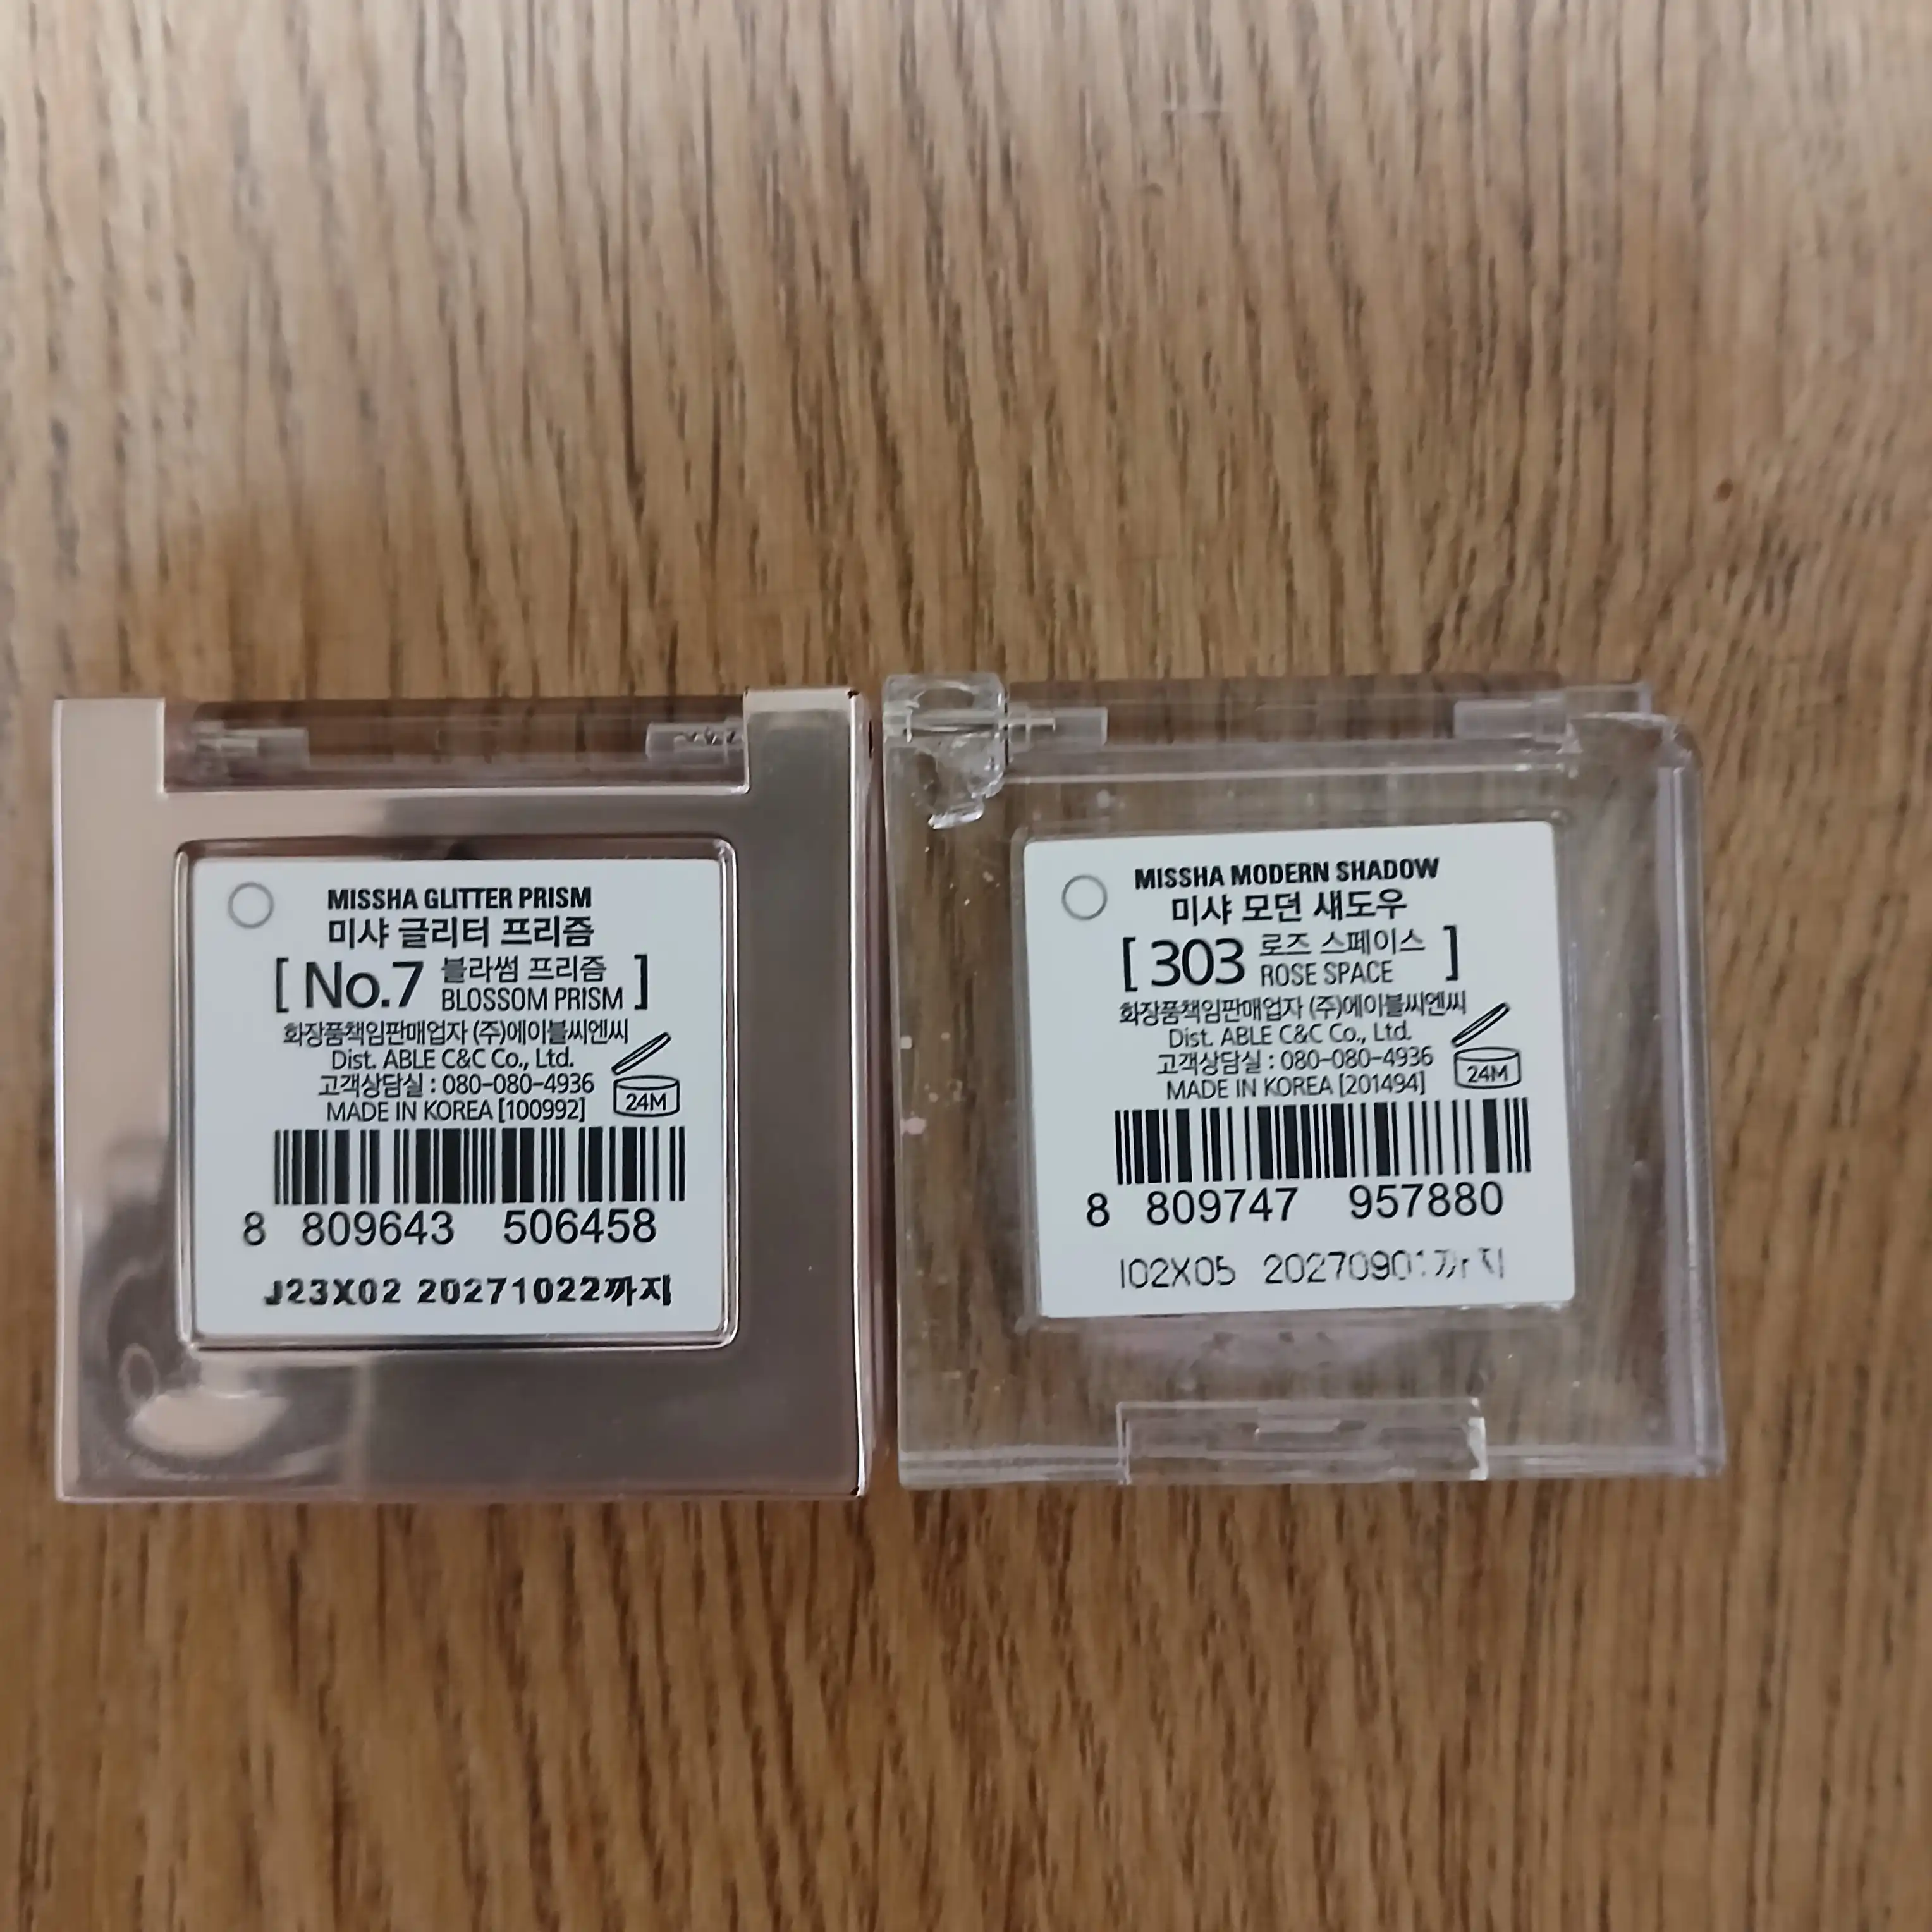 MISSHA GLITTER PRISM
미샤 글리터 프리즘
[ No.7 블라썸 프리즘 ]
BLOSSOM PRISM
화장품책임판매업자 (주)에이블씨엔씨
Dist. ABLE C&C Co., Ltd.
고객상담실 : 080-080-4936
MADE IN KOREA [100992]
24M
8 809643 506458
J23X02 20271022까지
MISSHA MODERN SHADOW
미샤 모던 섀도우
[ 303 로즈 스페이스 ]
ROSE SPACE
화장품책임판매업자 (주)에이블씨엔씨
Dist. ABLE C&C Co., Ltd.
고객상담실 : 080-080-4936
MADE IN KOREA [201494]
24M
8 809747 957880
I02X05 20270901까지